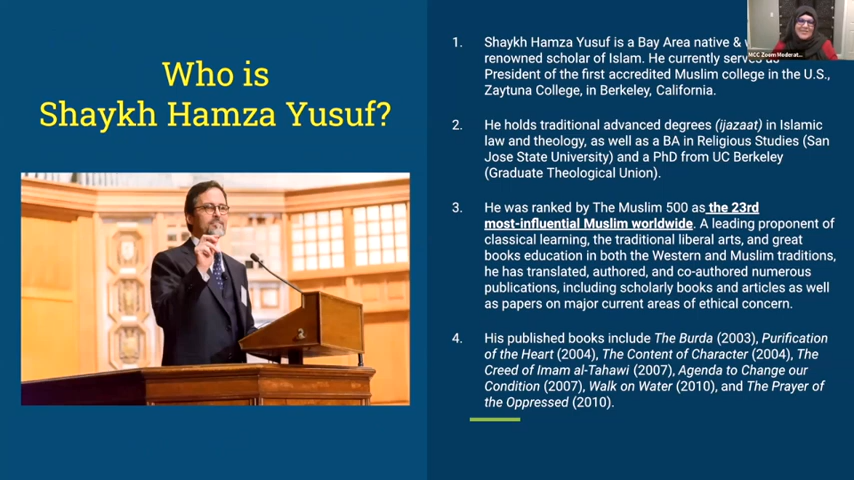 Who is
Shaykh Hamza Yusuf?
1. Shaykh Hamza Yusuf is a Bay Area native &
renowned scholar of Islam. He currently serves as
President of the first accredited Muslim college in the U.S.,
Zaytuna College, in Berkeley, California.
2. He holds traditional advanced degrees (ijazaat) in Islamic
law and theology, as well as a BA in Religious Studies (San
Jose State University) and a PhD from UC Berkeley
(Graduate Theological Union).
3. He was ranked by The Muslim 500 as the 23rd
most-influential Muslim worldwide. A leading proponent of
classical learning, the traditional liberal arts, and great
books education in both the Western and Muslim traditions,
he has translated, authored, and co-authored numerous
publications, including scholarly books and articles as well
as papers on major current areas of ethical concern.
4. His published books include The Burda (2003), Purification
of the Heart (2004), The Content of Character (2004), The
Creed of Imam al-Tahawi (2007), Agenda to Change our
Condition (2007), Walk on Water (2010), and The Prayer of
the Oppressed (2010).
MCC Zoom Moderat...